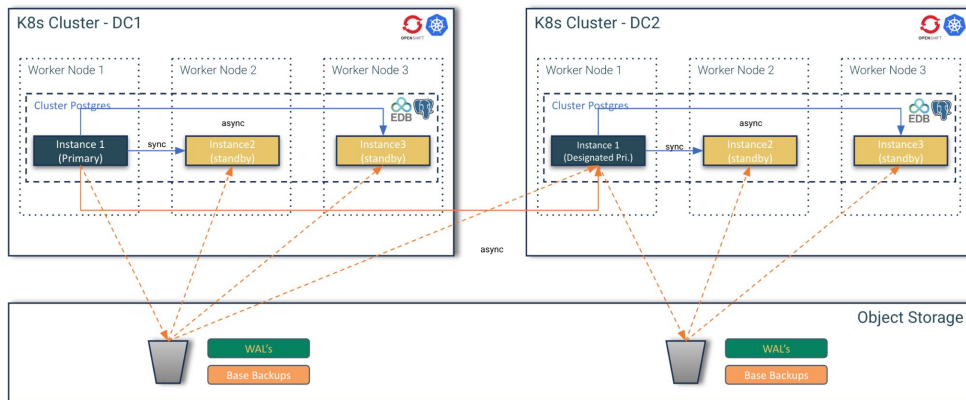 K8s Cluster - DC1
OPENSHIFT
Worker Node 1
Worker Node 2
Worker Node 3
Cluster Postgres
EDB
async
Instance 1
(Primary)
sync
Instance2
(standby)
Instance3
(standby)
K8s Cluster - DC2
OPENSHIFT
Worker Node 1
Worker Node 2
Worker Node 3
Cluster Postgres
EDB
async
Instance 1
(Designated Pri.)
sync
Instance2
(standby)
Instance3
(standby)
async
Object Storage
WAL's
Base Backups
WAL's
Base Backups